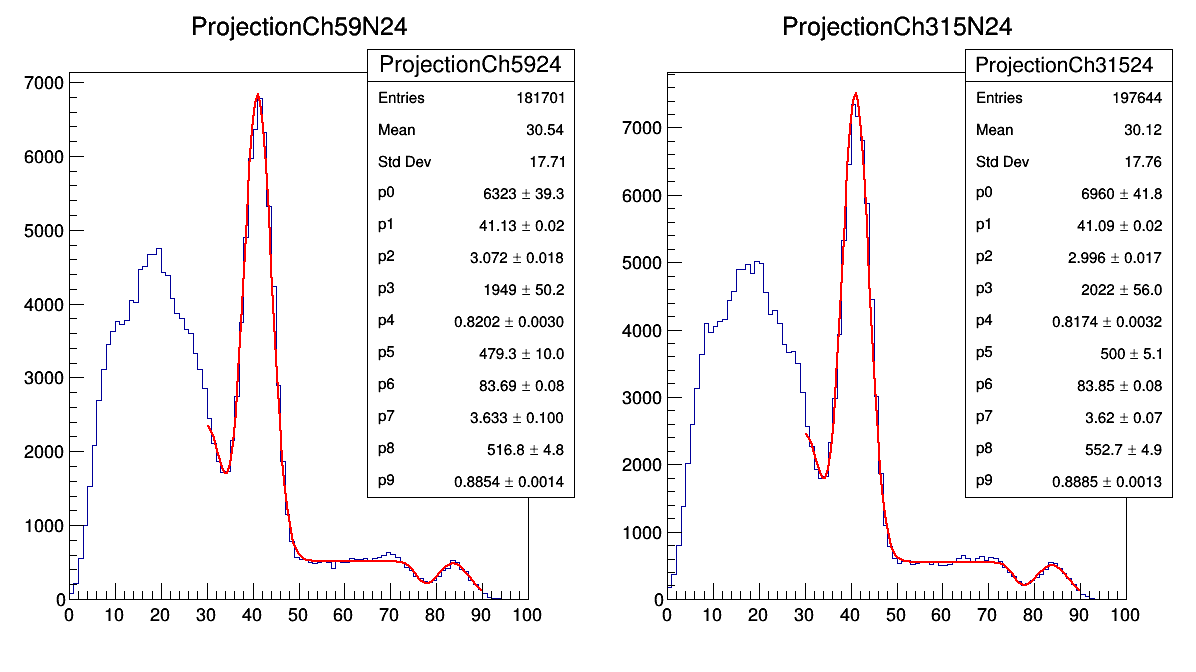 ProjectionCh59N24
ProjectionCh5924
Entries 181701
Mean 30.54
Std Dev 17.71
p0 6323 ± 39.3
p1 41.13 ± 0.02
p2 3.072 ± 0.018
p3 1949 ± 50.2
p4 0.8202 ± 0.0030
p5 479.3 ± 10.0
p6 83.69 ± 0.08
p7 3.633 ± 0.100
p8 516.8 ± 4.8
p9 0.8854 ± 0.0014
7000
6000
5000
4000
3000
2000
1000
0
0 10 20 30 40 50 60 70 80 90 100
ProjectionCh315N24
ProjectionCh31524
Entries 197644
Mean 30.12
Std Dev 17.76
p0 6960 ± 41.8
p1 41.09 ± 0.02
p2 2.996 ± 0.017
p3 2022 ± 56.0
p4 0.8174 ± 0.0032
p5 500 ± 5.1
p6 83.85 ± 0.08
p7 3.62 ± 0.07
p8 552.7 ± 4.9
p9 0.8885 ± 0.0013
7000
6000
5000
4000
3000
2000
1000
0
0 10 20 30 40 50 60 70 80 90 100